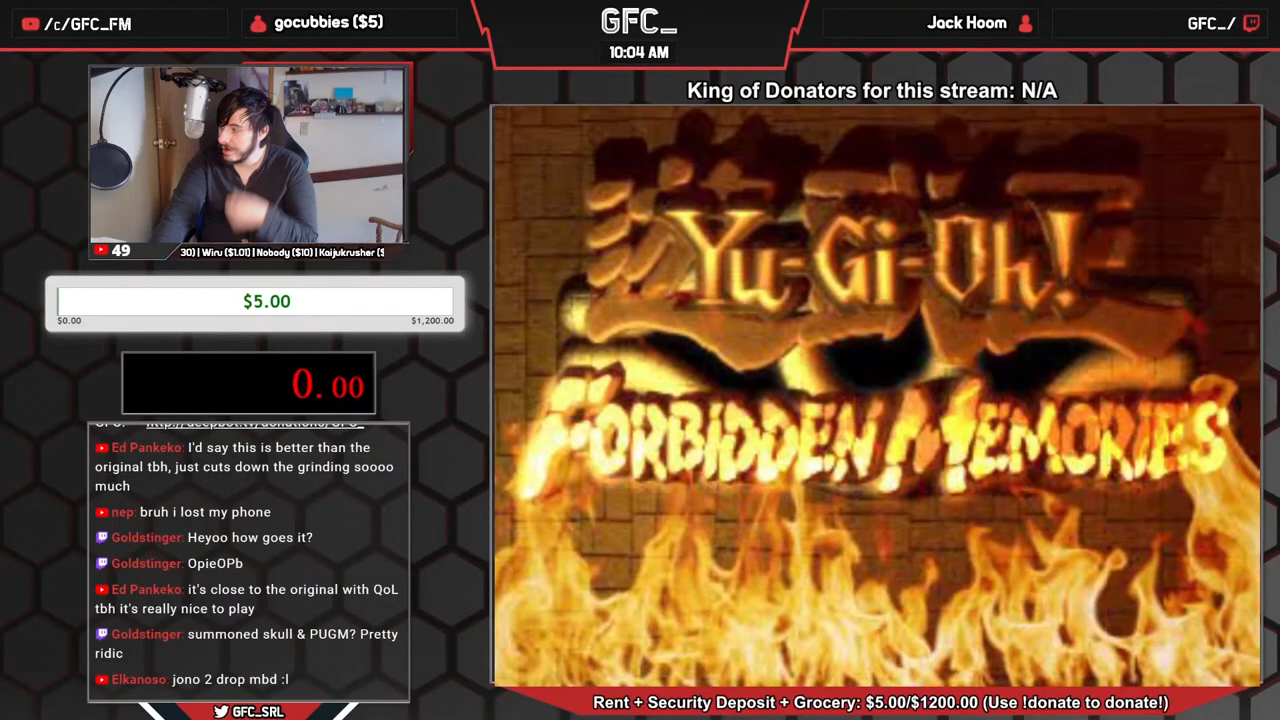 /c/GFC_FM
gocubbies ($5)
GFC_
10:04 AM
Jack Hoom
GFC_/
King of Donators for this stream: N/A
49
30) | Wiru ($1.01) | Nobody ($10) | Kaijukrusher ($
$5.00
$0.00
$1,200.00
0.00
Ed Pankeko: I'd say this is better than the
original tbh, just cuts down the grinding soooo
much
nep: bruh i lost my phone
Goldstinger: Heyoo how goes it?
Goldstinger: OpieOPb
Ed Pankeko: it's close to the original with QoL
tbh it's really nice to play
Goldstinger: summoned skull & PUGM? Pretty
ridic
Elkanoso: jono 2 drop mbd :l
GFC_SRL
Yu-Gi-Oh!
FORBIDDEN MEMORIES
Rent + Security Deposit + Grocery: $5.00/$1200.00 (Use !donate to donate!)